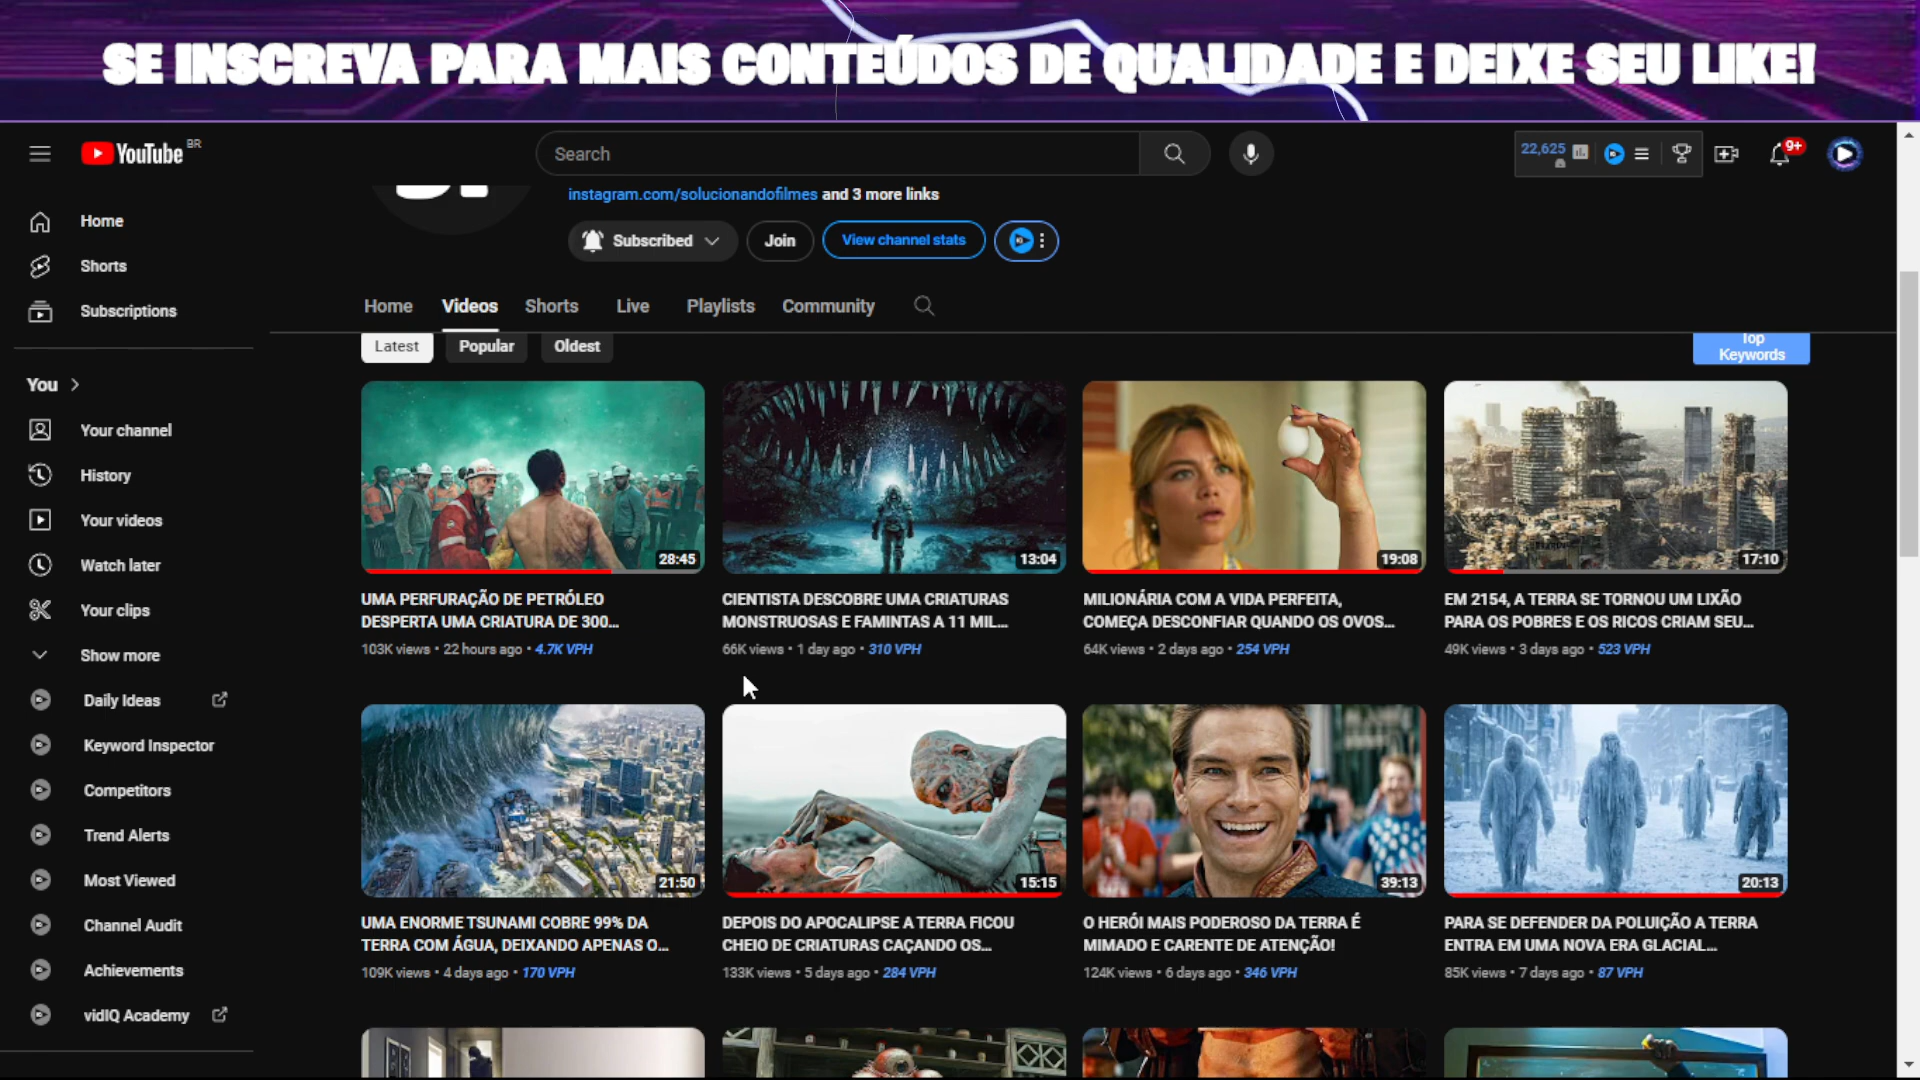 SE INSCREVA PARA MAIS CONTEÚDOS DE QUALIDADE E DEIXE SEU LIKE!
YouTube BR
Search
22,625
9+
instagram.com/solucionandofilmes and 3 more links
Subscribed
Join
View channel stats
Home
Shorts
Subscriptions
You
Your channel
History
Your videos
Watch later
Your clips
Show more
Daily Ideas
Keyword Inspector
Competitors
Trend Alerts
Most Viewed
Channel Audit
Achievements
vidIQ Academy
Home Videos Shorts Live Playlists Community
Latest Popular Oldest
Top
Keywords
28:45
UMA PERFURAÇÃO DE PETRÓLEO
DESPERTA UMA CRIATURA DE 300...
103K views • 22 hours ago • 4.7K VPH
13:04
CIENTISTA DESCOBRE UMA CRIATURAS
MONSTRUOSAS E FAMINTAS A 11 MIL...
66K views • 1 day ago • 310 VPH
19:08
MILIONÁRIA COM A VIDA PERFEITA,
COMEÇA DESCONFIAR QUANDO OS OVOS...
64K views • 2 days ago • 254 VPH
17:10
EM 2154, A TERRA SE TORNOU UM LIXÃO
PARA OS POBRES E OS RICOS CRIAM SEU...
49K views • 3 days ago • 523 VPH
21:50
UMA ENORME TSUNAMI COBRE 99% DA
TERRA COM ÁGUA, DEIXANDO APENAS O...
109K views • 4 days ago • 170 VPH
15:15
DEPOIS DO APOCALIPSE A TERRA FICOU
CHEIO DE CRIATURAS CAÇANDO OS...
133K views • 5 days ago • 284 VPH
39:13
O HERÓI MAIS PODEROSO DA TERRA É
MIMADO E CARENTE DE ATENÇÃO!
124K views • 6 days ago • 346 VPH
20:13
PARA SE DEFENDER DA POLUIÇÃO A TERRA
ENTRA EM UMA NOVA ERA GLACIAL...
85K views • 7 days ago • 87 VPH